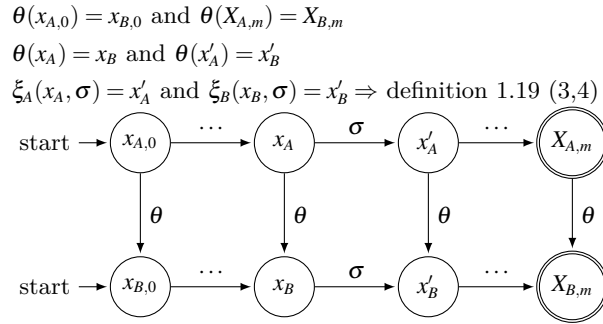 θ(x_{A,0}) = x_{B,0} and θ(X_{A,m}) = X_{B,m}
θ(x_A) = x_B and θ(x'_A) = x'_B
ξ_A(x_A, σ) = x'_A and ξ_B(x_B, σ) = x'_B ⇒ definition 1.19 (3,4)
start x_{A,0} ⋯ x_A σ x'_A ⋯ X_{A,m}
θ θ θ θ
start x_{B,0} ⋯ x_B σ x'_B ⋯ X_{B,m}